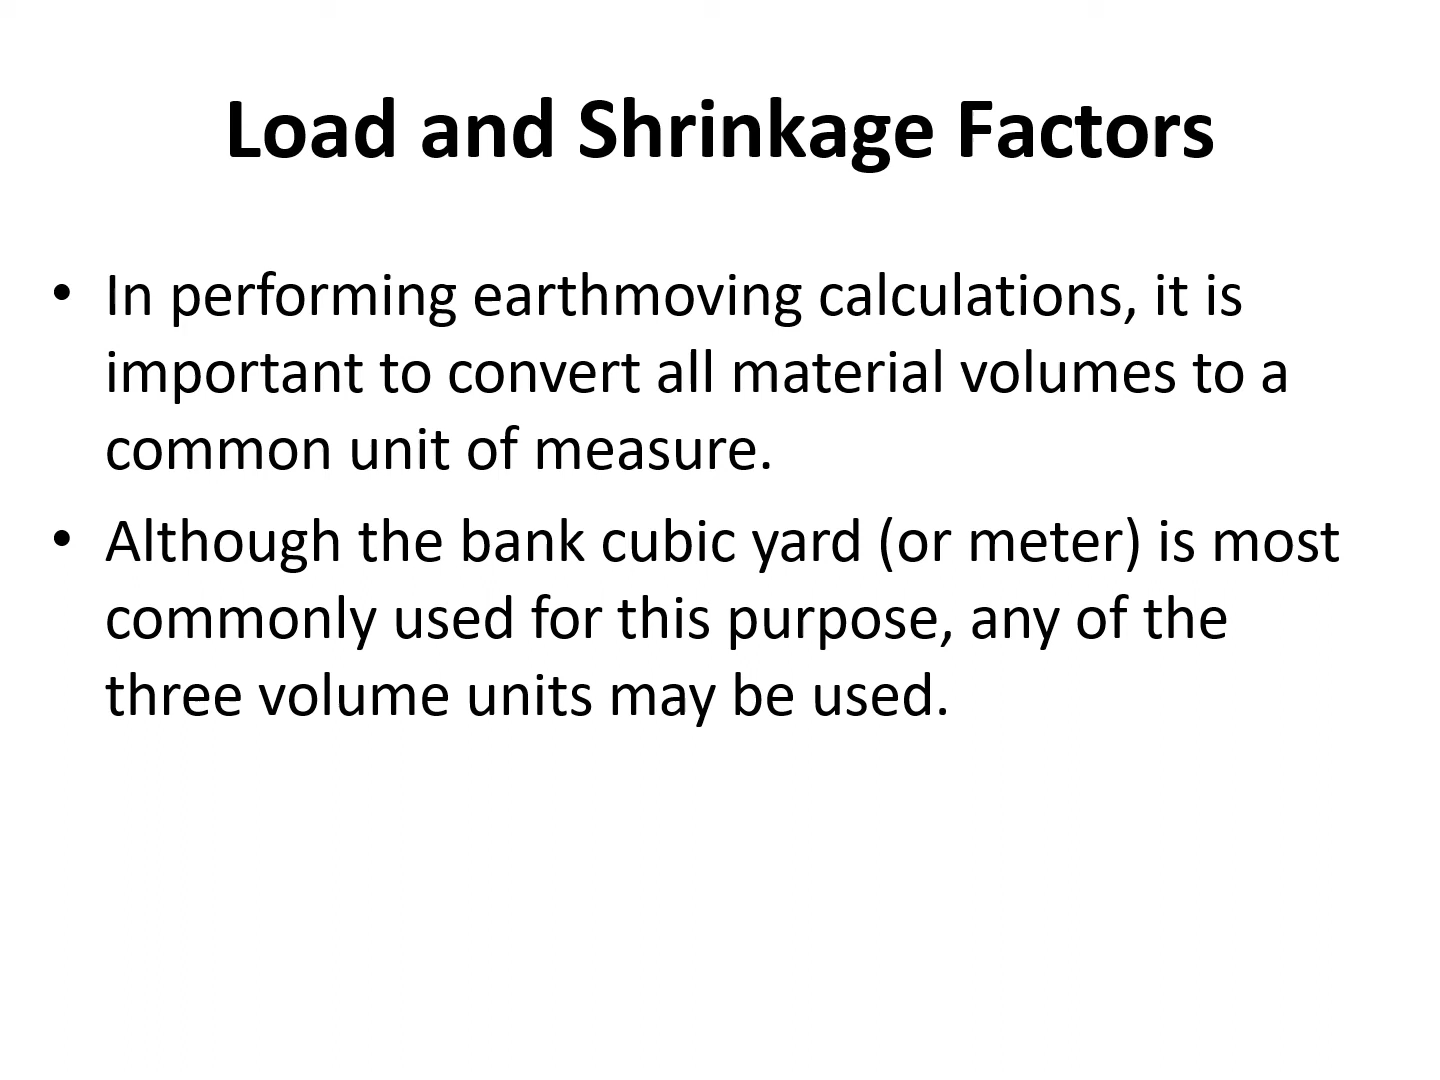 Load and Shrinkage Factors
• In performing earthmoving calculations, it is
important to convert all material volumes to a
common unit of measure.
• Although the bank cubic yard (or meter) is most
commonly used for this purpose, any of the
three volume units may be used.